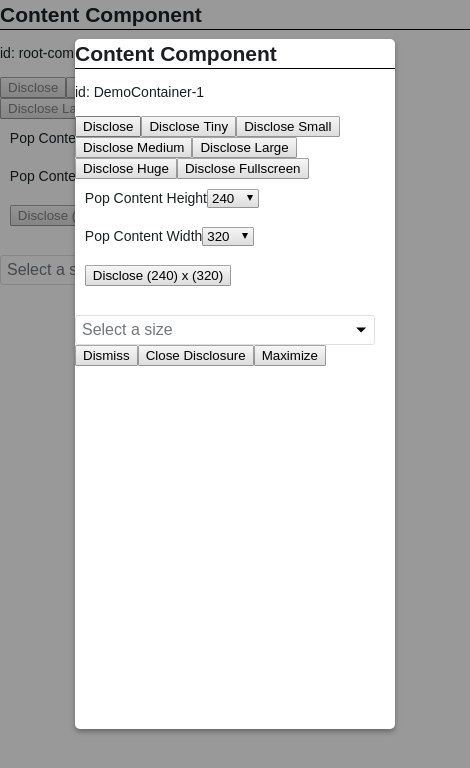 Content Component
id: root-com
Disclose
Disclose La
Pop Conte
Pop Conte
Disclose (
Select a s
Content Component
id: DemoContainer-1
Disclose Disclose Tiny Disclose Small
Disclose Medium Disclose Large
Disclose Huge Disclose Fullscreen
Pop Content Height 240
Pop Content Width 320
Disclose (240) x (320)
Select a size
Dismiss Close Disclosure Maximize